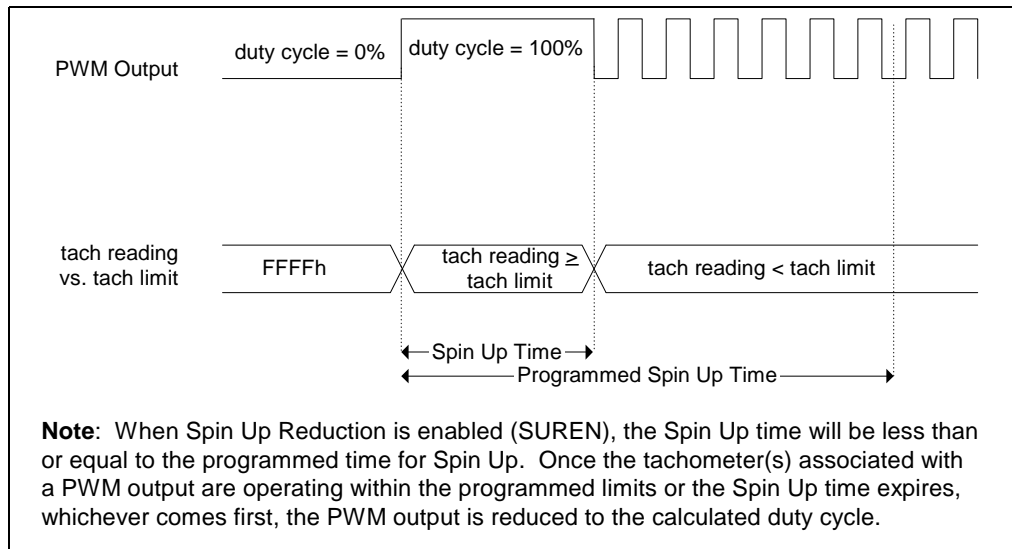 duty cycle = 0%
duty cycle = 100%
PWM Output
tach reading
vs. tach limit
FFFFh
tach reading ≥
tach limit
tach reading < tach limit
Spin Up Time
Programmed Spin Up Time
Note: When Spin Up Reduction is enabled (SUREN), the Spin Up time will be less than
or equal to the programmed time for Spin Up. Once the tachometer(s) associated with
a PWM output are operating within the programmed limits or the Spin Up time expires,
whichever comes first, the PWM output is reduced to the calculated duty cycle.